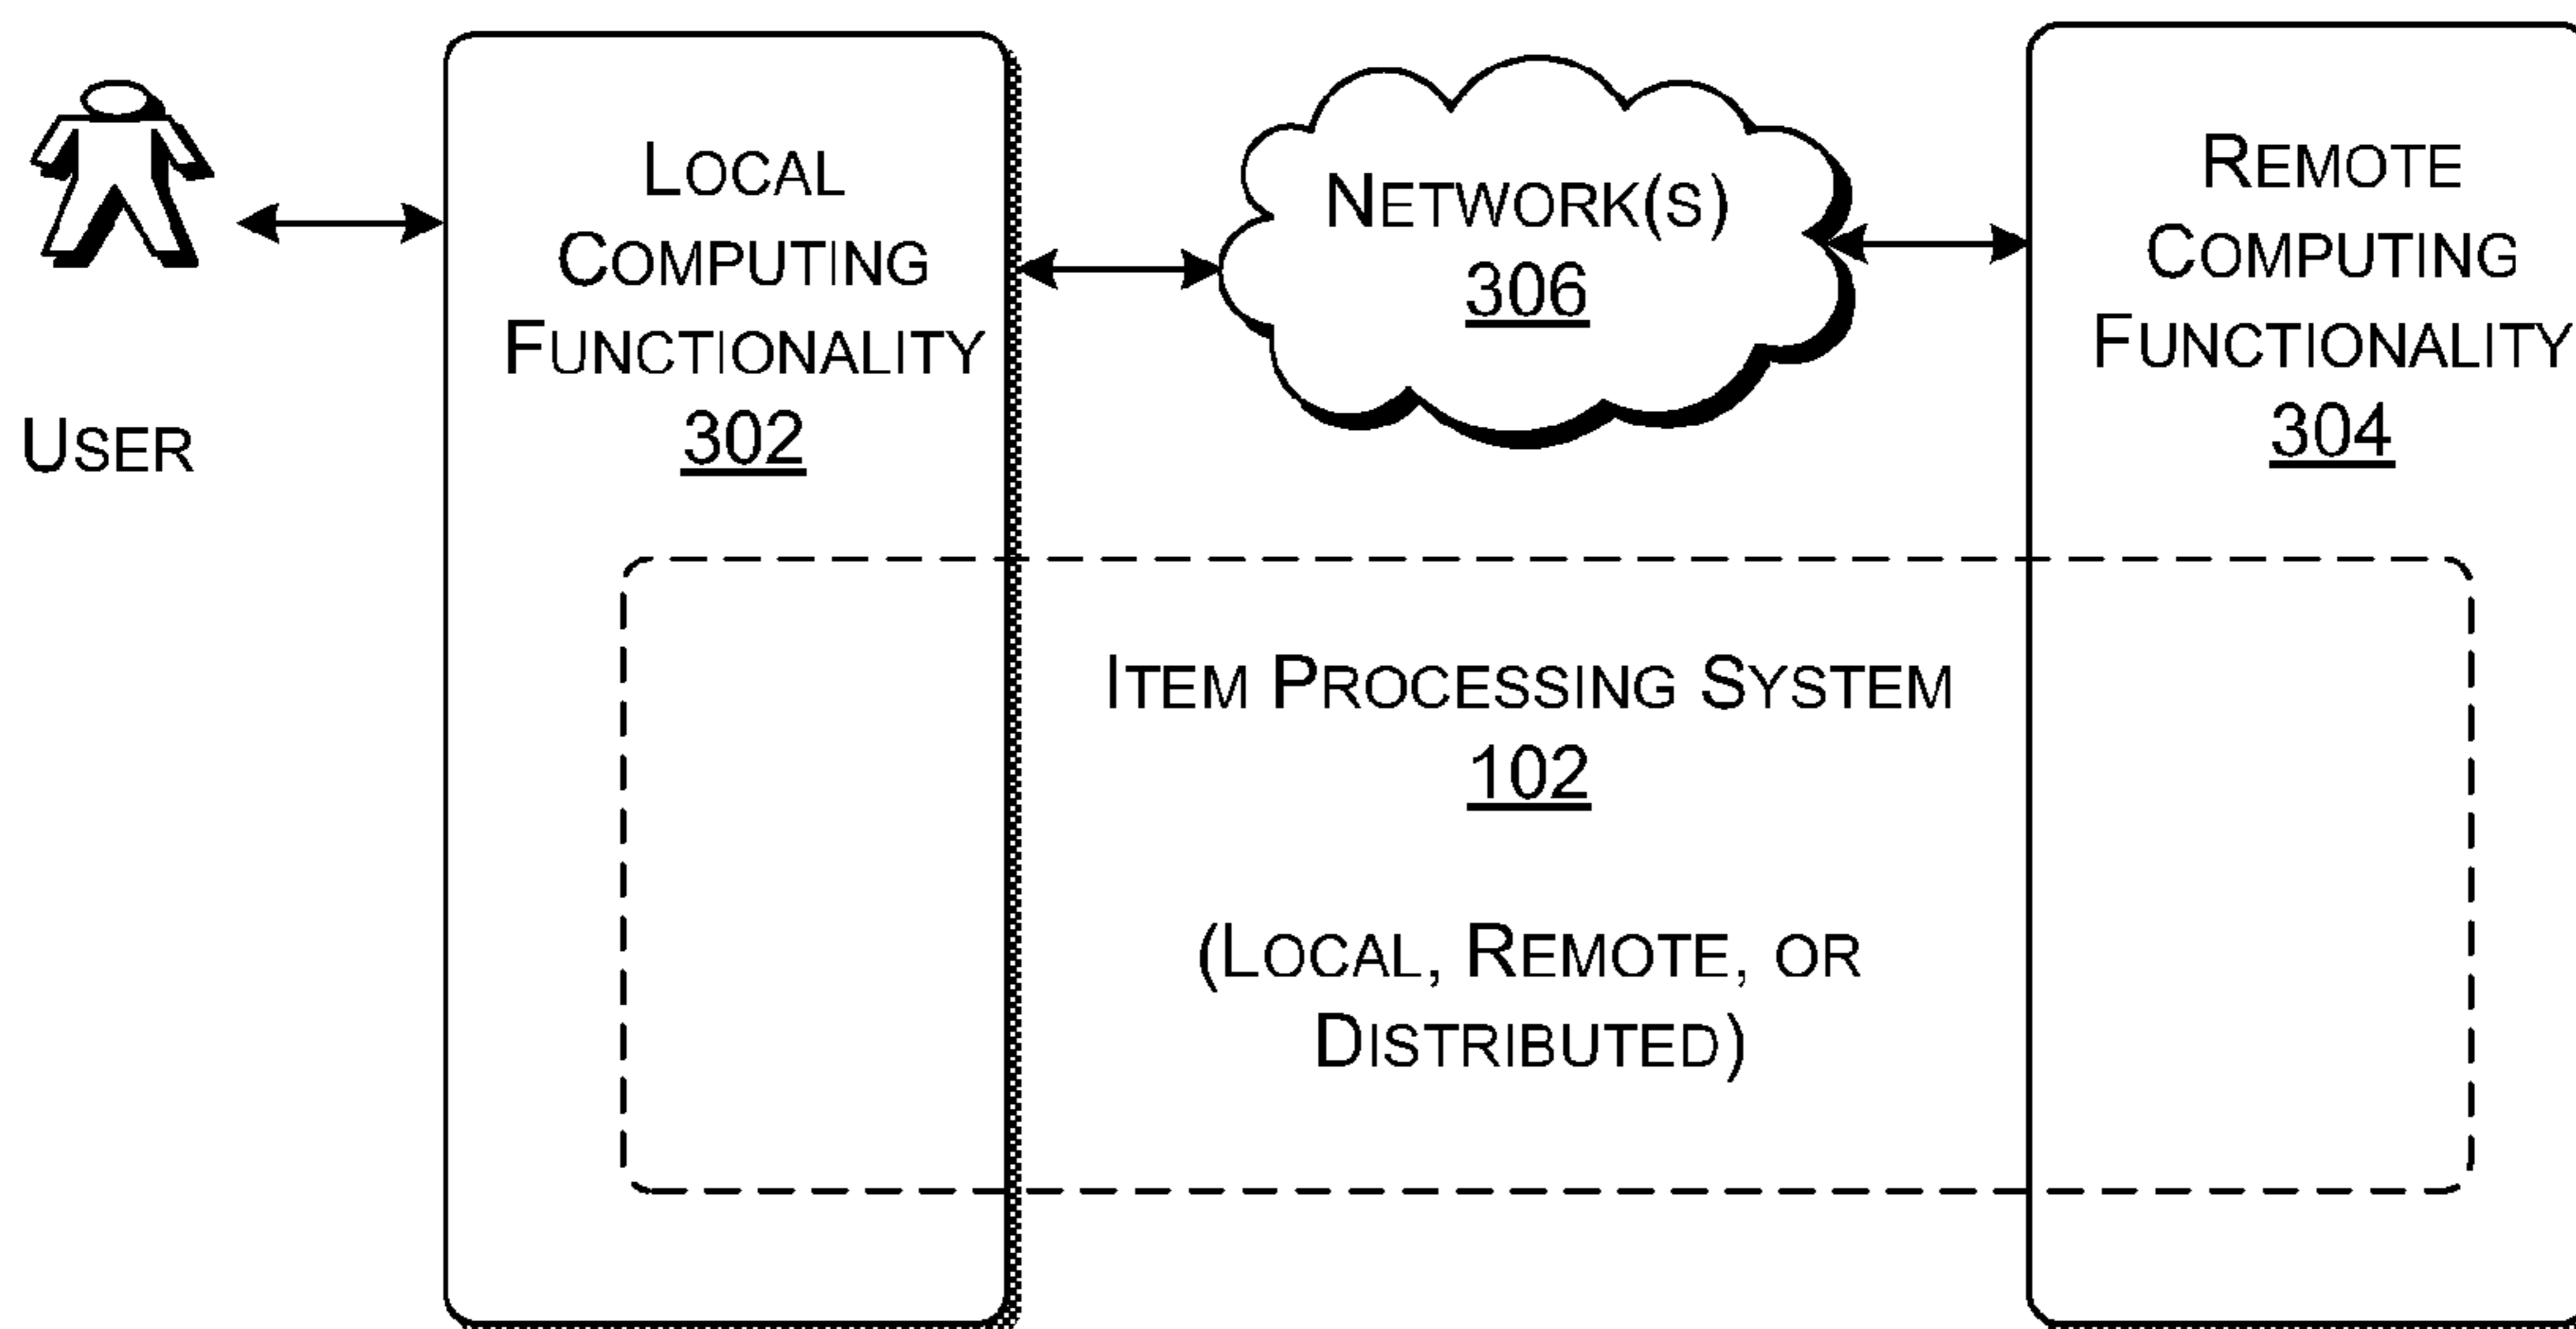 USER
LOCAL
COMPUTING
FUNCTIONALITY
302
NETWORK(S)
306
REMOTE
COMPUTING
FUNCTIONALITY
304
ITEM PROCESSING SYSTEM
102
(LOCAL, REMOTE, OR
DISTRIBUTED)